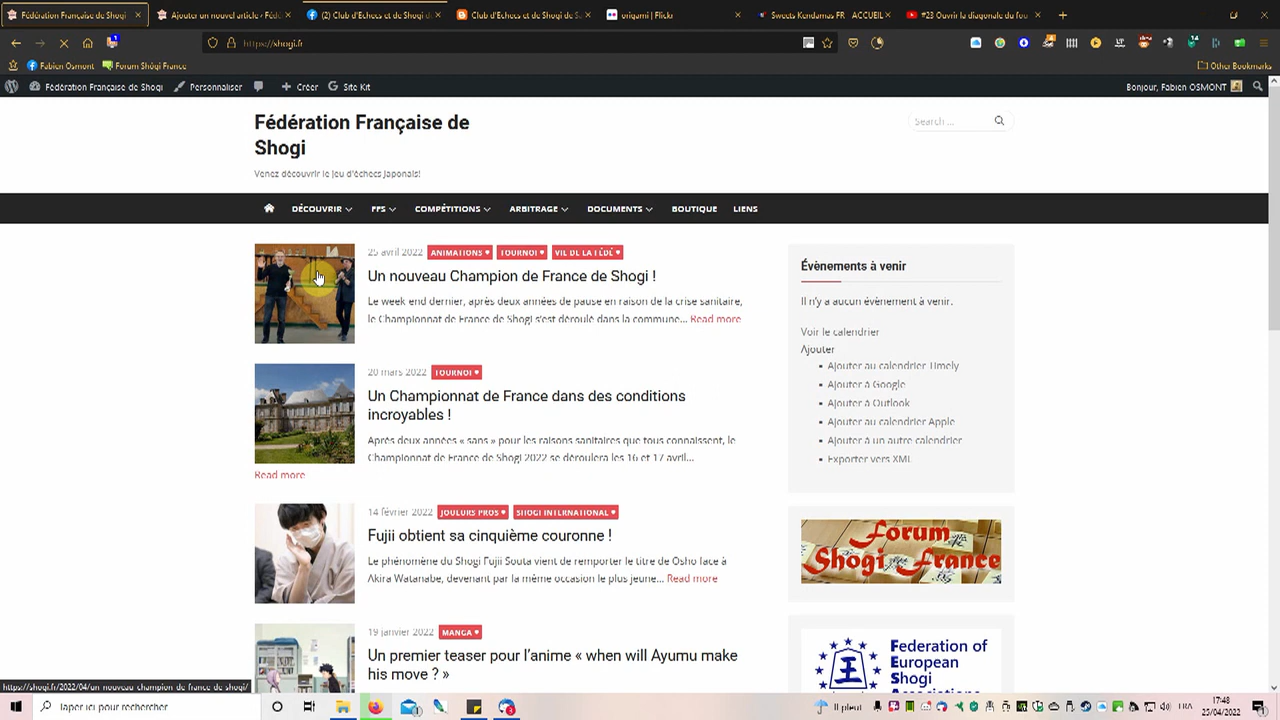 Fédération Française de Shogi
Ajouter un nouvel article ‹ Fédé
(2) Club d'Echecs et de Shogi de
Club d'Echecs et de Shogi de Sa
origami | Flickr
Sweets Kendamas FR ACCUEIL
#23 Ouvrir la diagonale du fou
https://shogi.fr
Fabien Osmont
Forum Shōgi France
Other Bookmarks
Fédération Française de Shogi
Personnaliser
Créer
Site Kit
Bonjour, Fabien OSMONT
Fédération Française de
Shogi
Search ...
Venez découvrir le jeu d'échecs Japonais!
DÉCOUVRIR
FFS
COMPÉTITIONS
ARBITRAGE
DOCUMENTS
BOUTIQUE
LIENS
25 avril 2022 ANIMATIONS TOURNOI VIE DE LA FÉDÉ
Un nouveau Champion de France de Shogi !
Le week end dernier, après deux années de pause en raison de la crise sanitaire,
le Championnat de France de Shogi s'est déroulé dans la commune... Read more
20 mars 2022 TOURNOI
Un Championnat de France dans des conditions
incroyables !
Après deux années « sans » pour les raisons sanitaires que tous connaissent, le
Championnat de France de Shogi 2022 se déroulera les 16 et 17 avril...
Read more
14 février 2022 JOUEURS PROS SHOGI INTERNATIONAL
Fujii obtient sa cinquième couronne !
Le phénomène du Shogi Fujii Souta vient de remporter le titre de Osho face à
Akira Watanabe, devenant par la même occasion le plus jeune... Read more
19 janvier 2022 MANGA
Un premier teaser pour l'anime « when will Ayumu make
his move ? »
Évènements à venir
Il n'y a aucun évènement à venir.
Voir le calendrier
Ajouter
Ajouter au calendrier Timely
Ajouter à Google
Ajouter à Outlook
Ajouter au calendrier Apple
Ajouter à un autre calendrier
Exporter vers XML
Forum
Shogi France
王
Federation of
European
Shogi
Associations
https://shogi.fr/2022/04/un-nouveau-champion-de-france-de-shogi/
Taper ici pour rechercher
Il pleut
FRA
17:48
25/04/2022